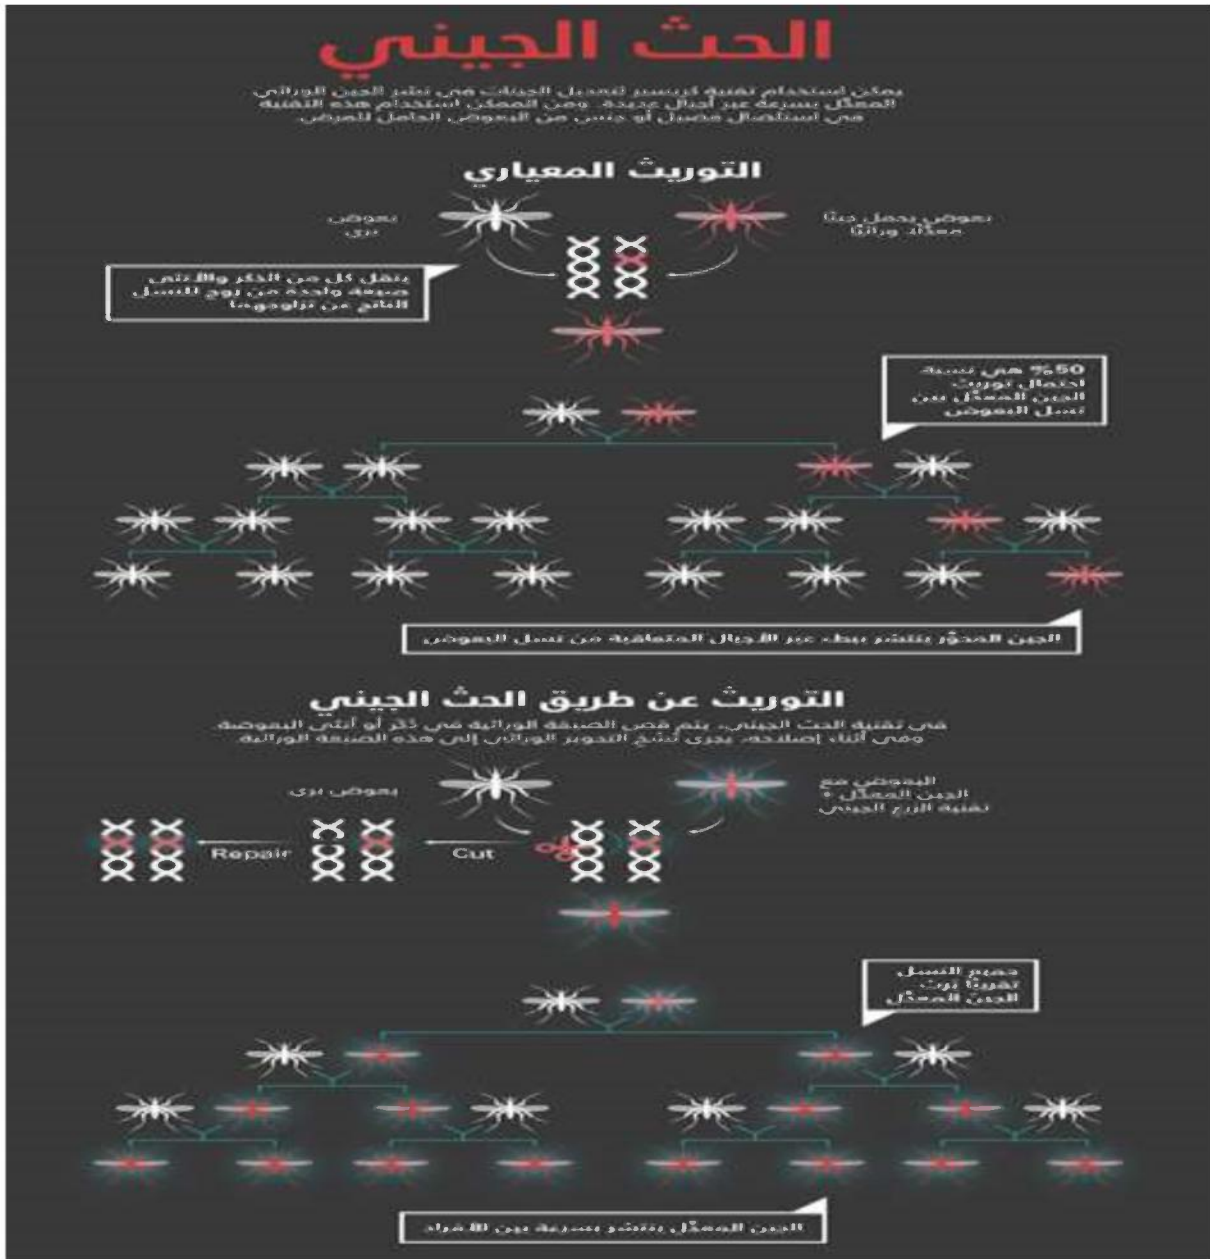 الحث الجيني
يمكن استخدام تقنية كريسبر لتعديل الجينات في نشر الجين الوراثي
المعدّل بسرعة عبر أجيال عديدة. ومن الممكن استخدام هذه التقنية
في استئصال فصيل أو جنس من البعوض الحامل للمرض.
التوريث المعياري
بعوض يحمل جينًا
معدّلا وراثيًا
بعوض
بري
ينقل كل من الذكر والأنثى
صبغة واحدة من زوج للنسل
الناتج عن تزاوجهما
50% هي نسبة
احتمال توريث
الجين المعدّل بين
نسل البعوض
الجين المحوّر ينتشر ببطء عبر الأجيال المتعاقبة من نسل البعوض
التوريث عن طريق الحث الجيني
في تقنية الحث الجيني، يتم قص الصبغة الوراثية في ذكر أو أنثى البعوضة
وفي أثناء إصلاحه، يجري نسخ التحوير الوراثي إلى هذه الصبغة الوراثية
البعوض مع
الجين المعدّل +
تقنية الزرع الجيني
بعوض بري
Cut
Repair
جميع النسل
تقريبًا يرث
الجين المعدّل
الجين المعدّل ينتشر بسرعة بين الأفراد